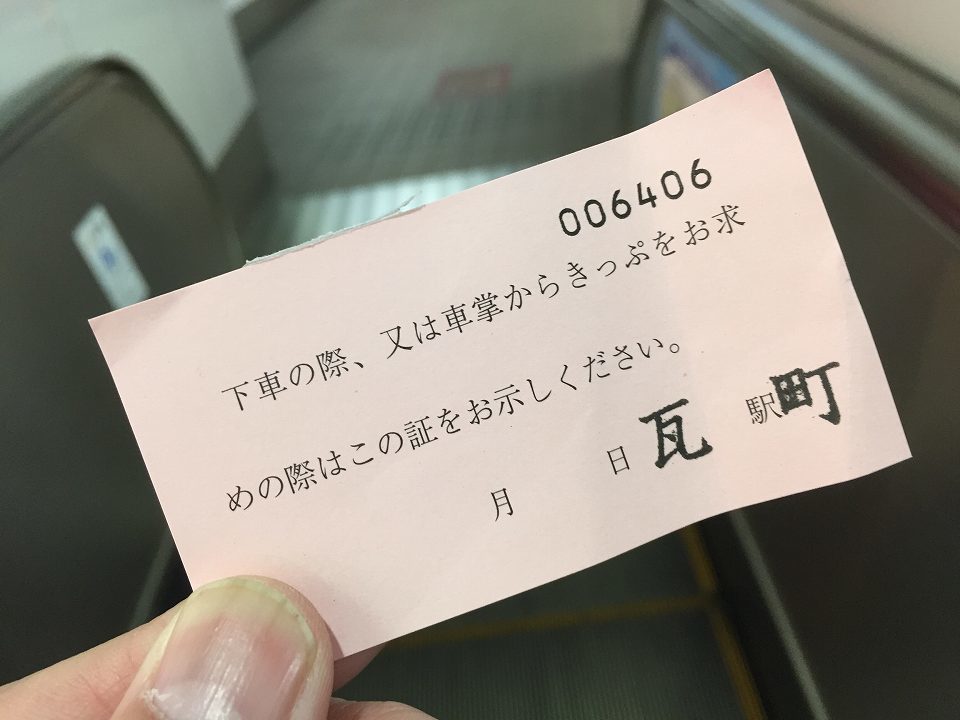 006406
下車の際、又は車掌からきっぷをお求
めの際はこの証をお示しください。
月 日 瓦 駅町